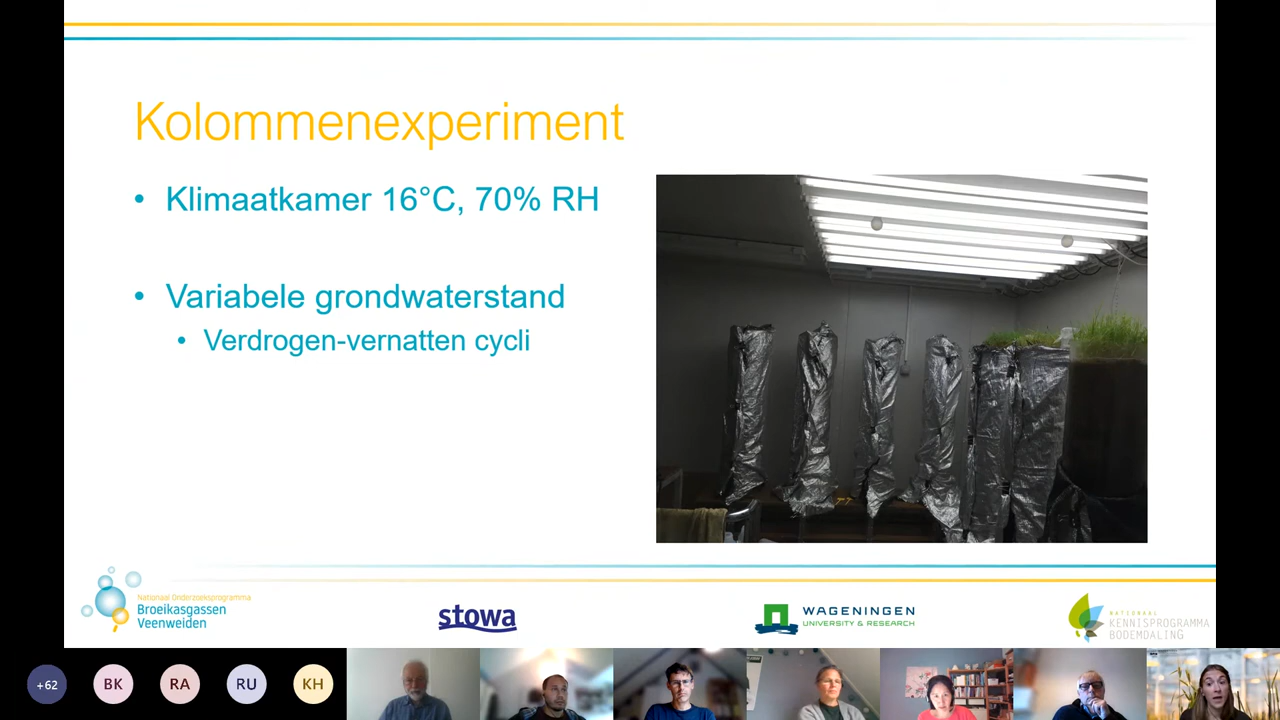 Kolommenexperiment
• Klimaatkamer 16°C, 70% RH
• Variabele grondwaterstand
• Verdrogen-vernatten cycli
Nationaal Onderzoeksprogramma
Broeikasgassen
Veenweiden
stowa
WAGENINGEN
UNIVERSITY & RESEARCH
NATIONAAL
KENNISPROGRAMMA
BODEMDALING
+62
BK
RA
RU
KH